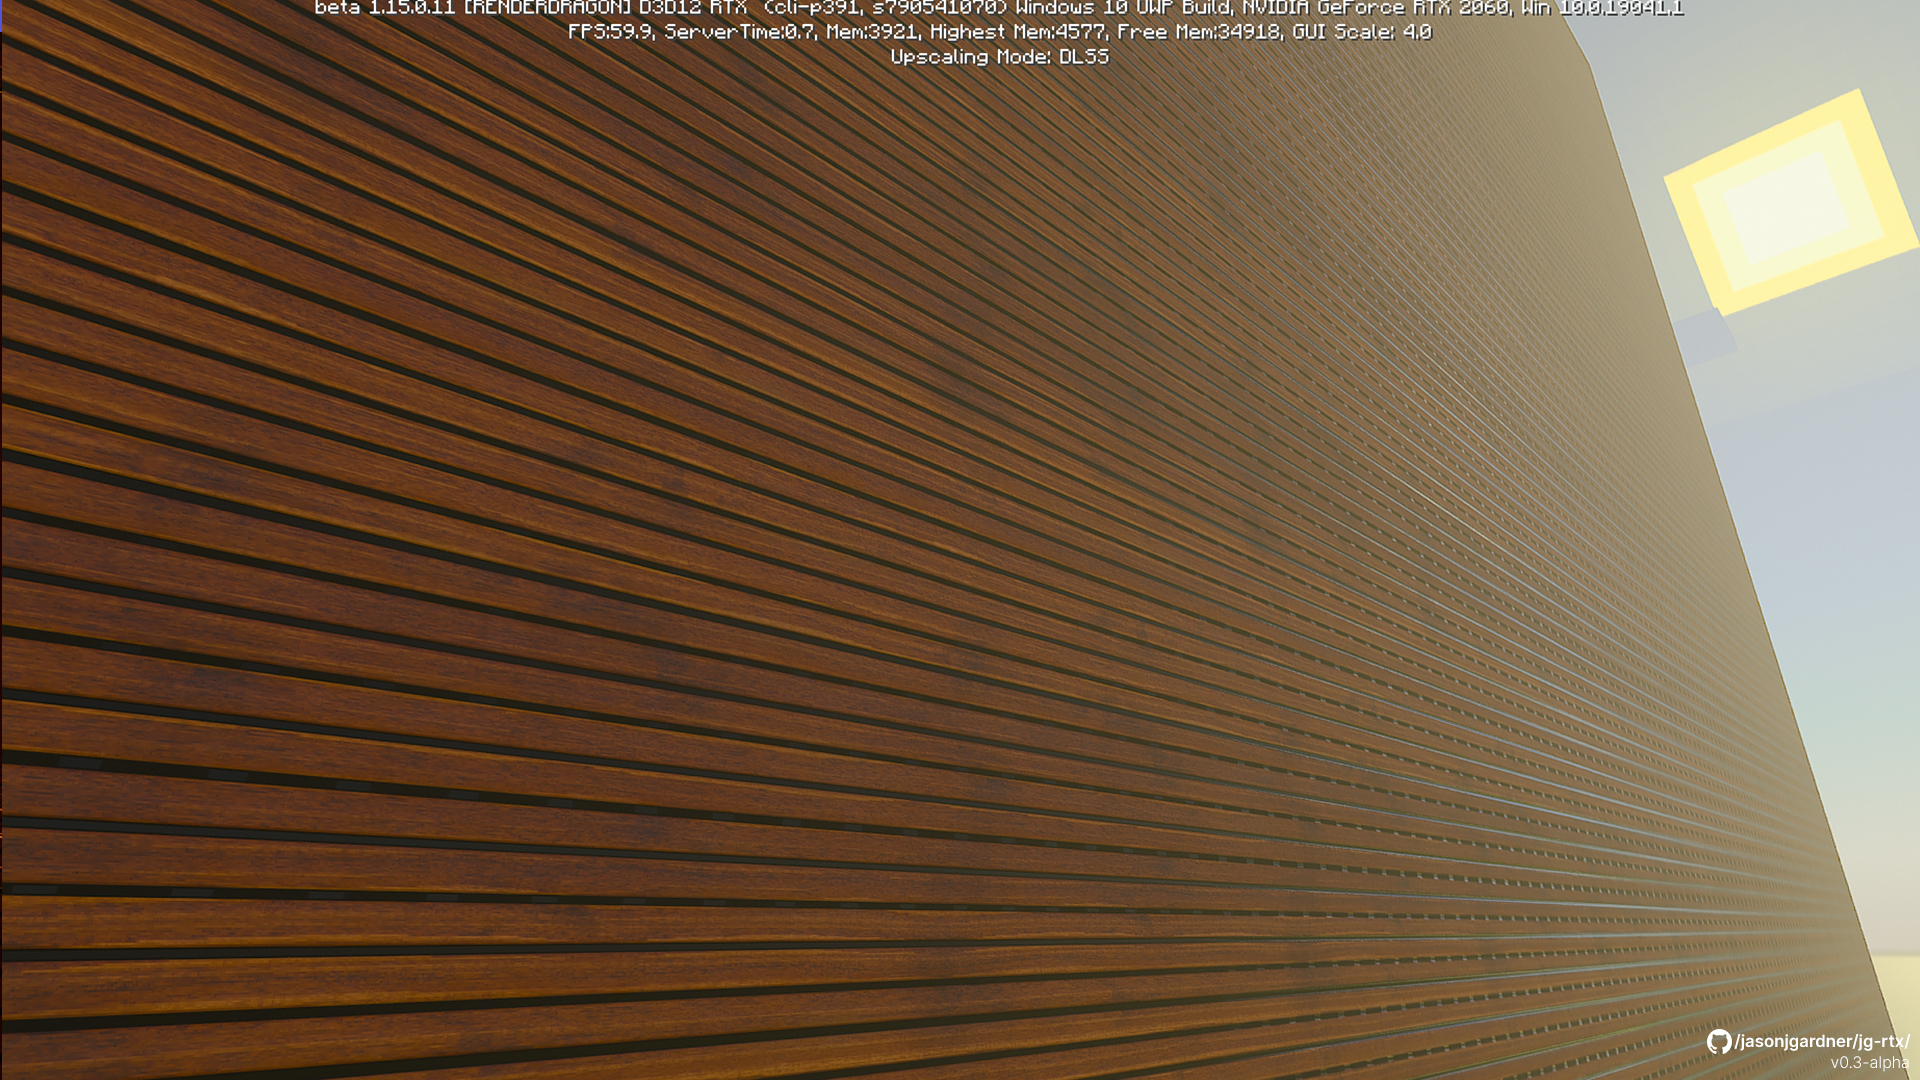 beta 1.15.0.11 [RENDERDRAGON] D3D12 RTX (cli-p391, s790541070) Windows 10 UWP Build, NVIDIA GeForce RTX 2060, Win 10.0.19041.1
FPS:59.9, ServerTime:0.7, Mem:3921, Highest Mem:4577, Free Mem:34918, GUI Scale: 4.0
Upscaling Mode: DLSS
/jasonjgardner/jg-rtx/
v0.3-alpha